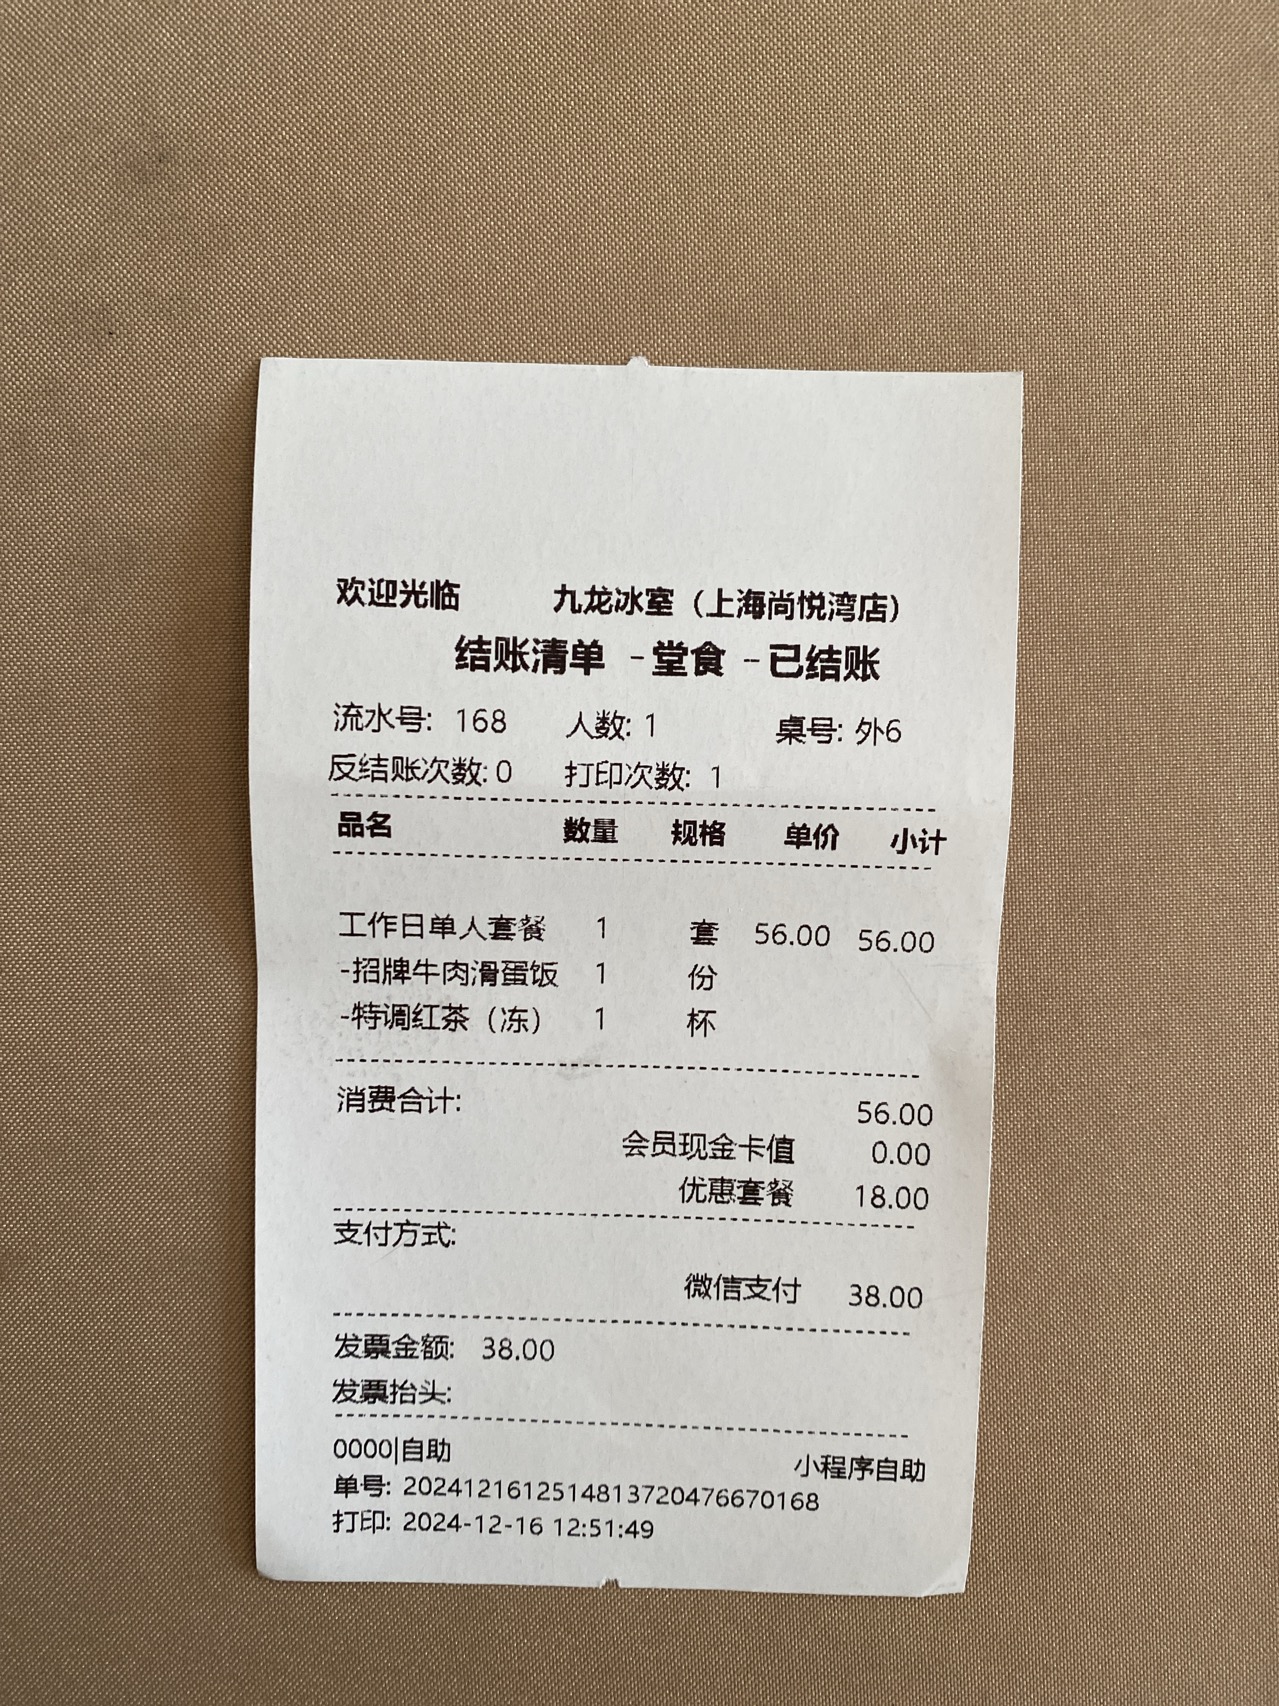 欢迎光临 九龙冰室（上海尚悦湾店）
结账清单 -堂食 -已结账
流水号: 168 人数: 1 桌号: 外6
反结账次数: 0 打印次数: 1
品名 数量 规格 单价 小计
工作日单人套餐 1 套 56.00 56.00
-招牌牛肉滑蛋饭 1 份
-特调红茶（冻） 1 杯
消费合计: 56.00
会员现金卡值 0.00
优惠套餐 18.00
支付方式:
微信支付 38.00
发票金额: 38.00
发票抬头:
0000|自助 小程序自助
单号: 2024121612514813720476670168
打印: 2024-12-16 12:51:49